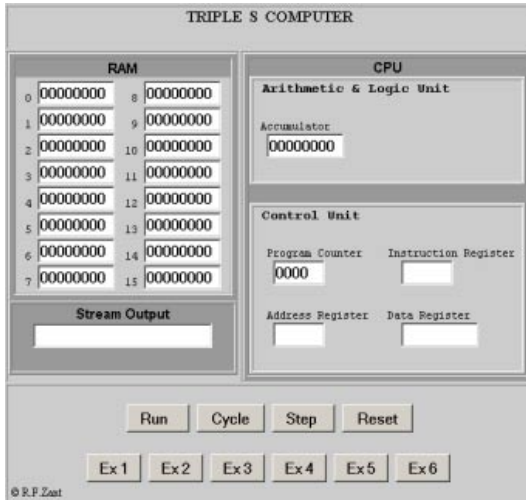 TRIPLE S COMPUTER
RAM
0 00000000 8 00000000
1 00000000 9 00000000
2 00000000 10 00000000
3 00000000 11 00000000
4 00000000 12 00000000
5 00000000 13 00000000
6 00000000 14 00000000
7 00000000 15 00000000
Stream Output
CPU
Arithmetic & Logic Unit
Accumulator
00000000
Control Unit
Program Counter Instruction Register
0000
Address Register Data Register
Run Cycle Step Reset
Ex 1 Ex 2 Ex 3 Ex 4 Ex 5 Ex 6
© R.F.Zant